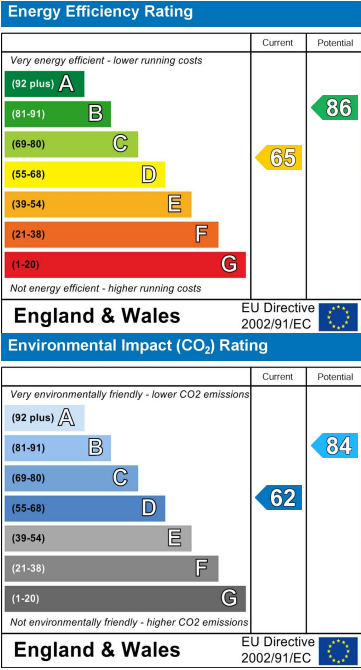 Energy Efficiency Rating
Current Potential
Very energy efficient - lower running costs
(92 plus) A
(81-91) B
86
(69-80) C
65
(55-68) D
(39-54) E
(21-38) F
(1-20) G
Not energy efficient - higher running costs
England & Wales
EU Directive
2002/91/EC
Environmental Impact (CO₂) Rating
Current Potential
Very environmentally friendly - lower CO2 emissions
(92 plus) A
(81-91) B
84
(69-80) C
(55-68) D
62
(39-54) E
(21-38) F
(1-20) G
Not environmentally friendly - higher CO2 emissions
England & Wales
EU Directive
2002/91/EC